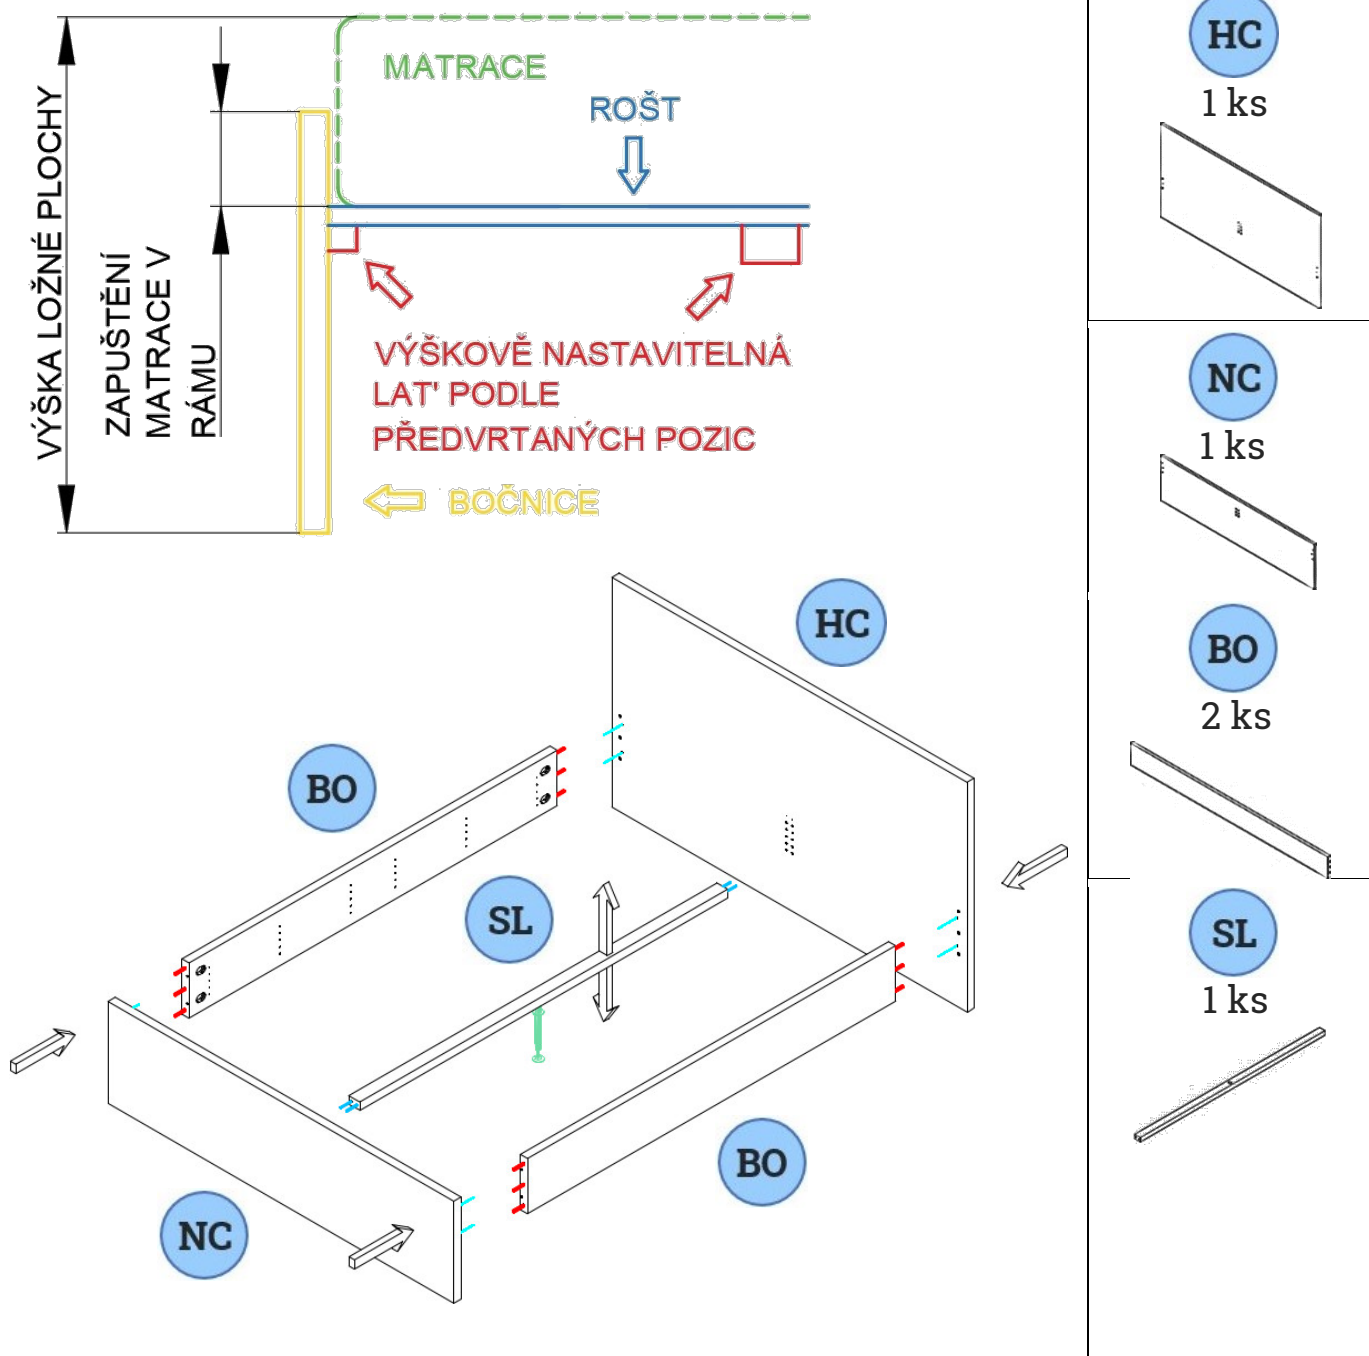 VÝŠKA LOŽNÉ PLOCHY
ZAPUŠTĚNÍ
MATRACE V
RÁMU
MATRACE
ROŠT
VÝŠKOVĚ NASTAVITELNÁ
LAT' PODLE
PŘEDVRTANÝCH POZIC
BOČNICE
HC
BO
SL
BO
NC
HC
1 ks
NC
1 ks
BO
2 ks
SL
1 ks